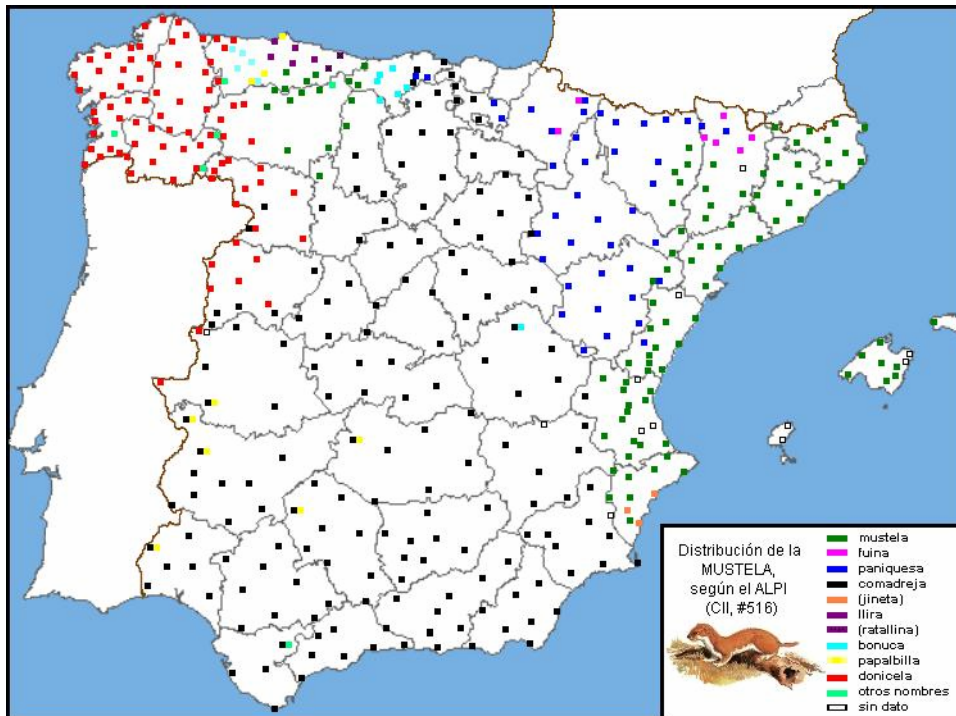 Distribución de la
MUSTELA,
según el ALPI
(CII, #516)
mustela
fuina
paniquesa
comadreja
(jineta)
llira
(ratallina)
bonuca
papalbilla
donicela
otros nombres
sin dato